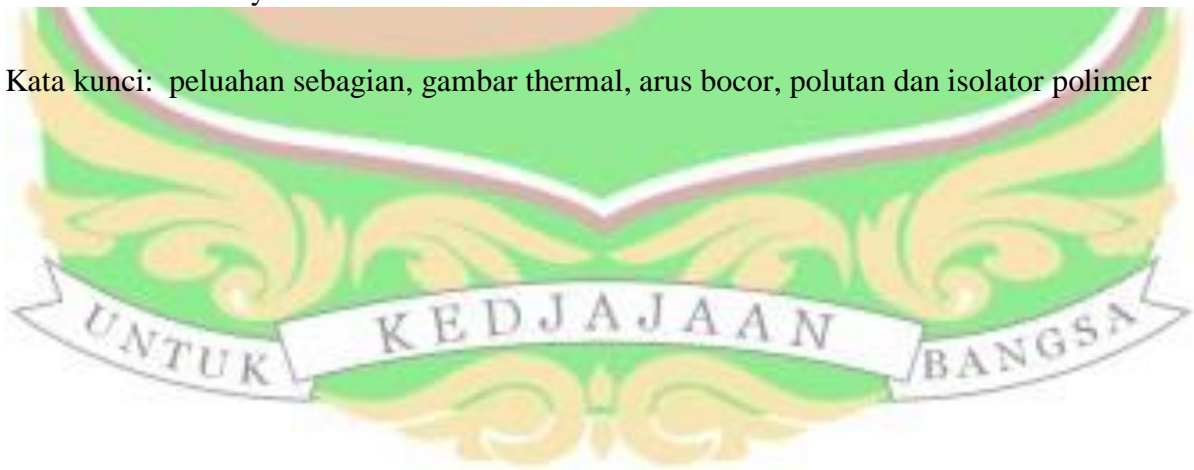 Kata kunci: peluahan sebagian, gambar thermal, arus bocor, polutan dan isolator polimer
UNTUK KEDJAJAAN BANGSA